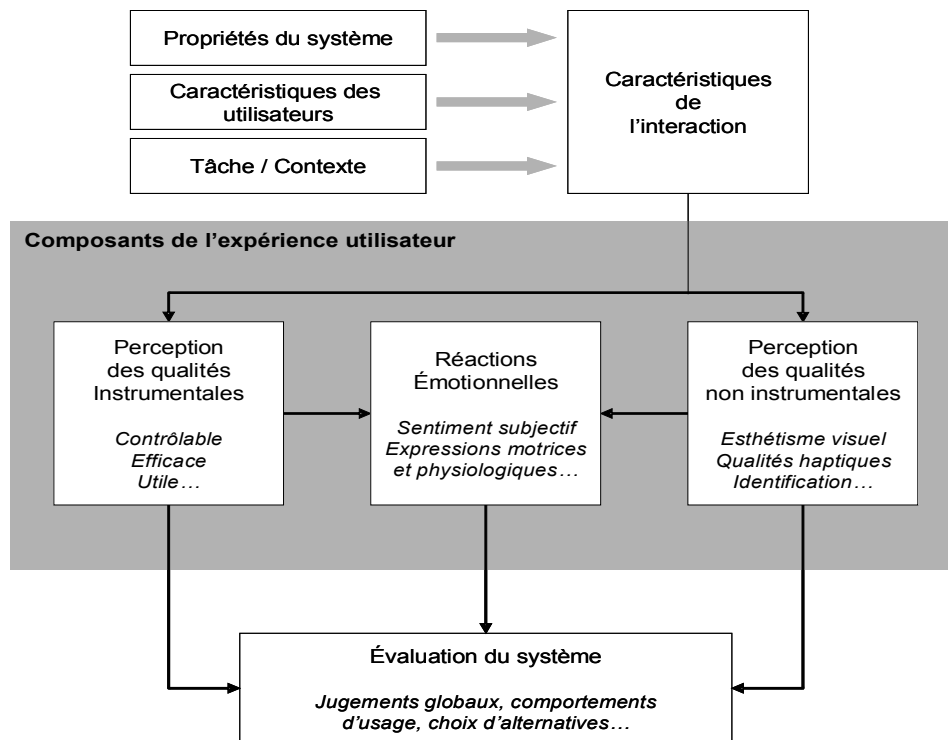 Propriétés du système
Caractéristiques des
utilisateurs
Tâche / Contexte
Caractéristiques
de
l'interaction
Composants de l'expérience utilisateur
Perception
des qualités
Instrumentales
Contrôlable
Efficace
Utile…
Réactions
Émotionnelles
Sentiment subjectif
Expressions motrices
et physiologiques…
Perception
des qualités
non instrumentales
Esthétisme visuel
Qualités haptiques
Identification…
Évaluation du système
Jugements globaux, comportements
d'usage, choix d'alternatives…